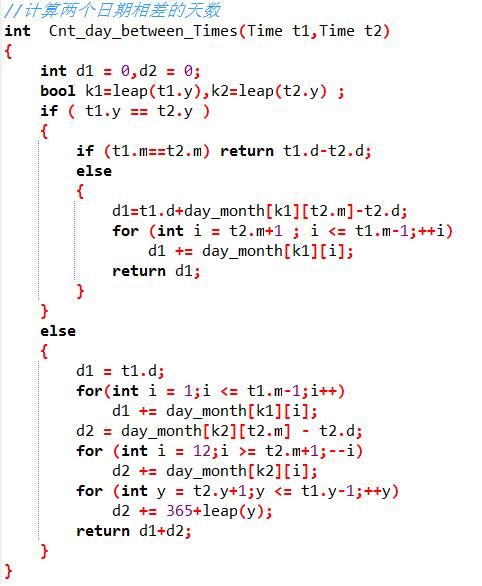 //计算两个日期相差的天数
int  Cnt_day_between_Times(Time t1,Time t2)
{
    int d1 = 0,d2 = 0;
    bool k1=leap(t1.y),k2=leap(t2.y) ;
    if ( t1.y == t2.y )
    {
        if (t1.m==t2.m) return t1.d-t2.d;
        else
        {
            d1=t1.d+day_month[k1][t2.m]-t2.d;
            for (int i = t2.m+1 ; i <= t1.m-1;++i)
                d1 += day_month[k1][i];
            return d1;
        }
    }
    else
    {
        d1 = t1.d;
        for(int i = 1;i <= t1.m-1;i++)
            d1 += day_month[k1][i];
        d2 = day_month[k2][t2.m] - t2.d;
        for (int i = 12;i >= t2.m+1;--i)
            d2 += day_month[k2][i];
        for (int y = t2.y+1;y <= t1.y-1;++y)
            d2 += 365+leap(y);
        return d1+d2;
    }
}